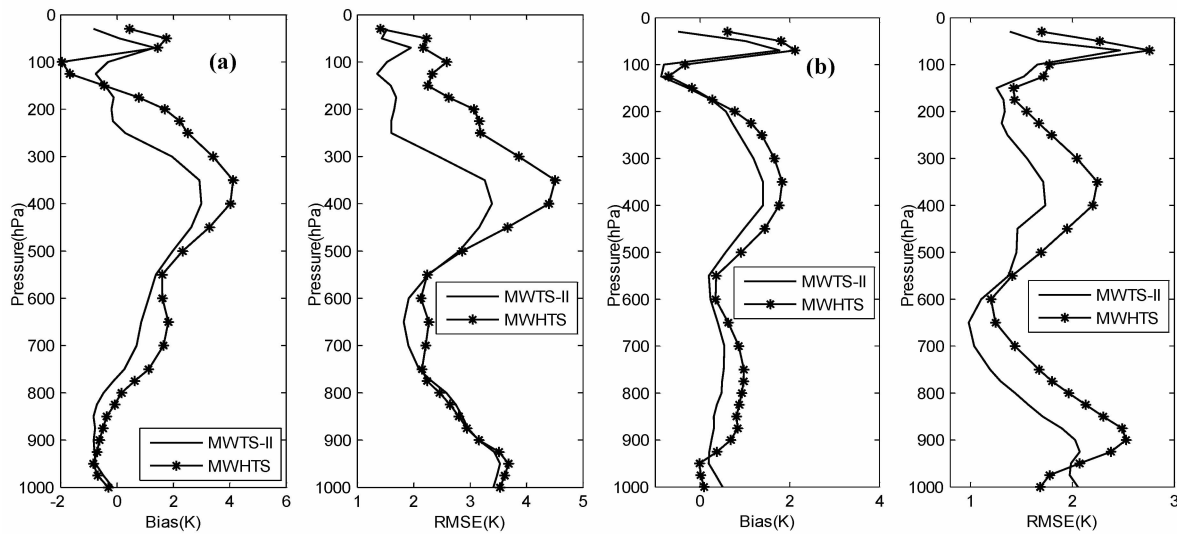 0
100
200
300
400
500
600
700
800
900
1000
Pressure(hPa)
-2 0 2 4 6
Bias(K)
(a)
MWTS-II
MWHTS
0
100
200
300
400
500
600
700
800
900
1000
Pressure(hPa)
1 2 3 4 5
RMSE(K)
MWTS-II
MWHTS
0
100
200
300
400
500
600
700
800
900
1000
Pressure(hPa)
-1 0 2 4
Bias(K)
(b)
MWTS-II
MWHTS
0
100
200
300
400
500
600
700
800
900
1000
Pressure(hPa)
1 2 3
RMSE(K)
MWTS-II
MWHTS